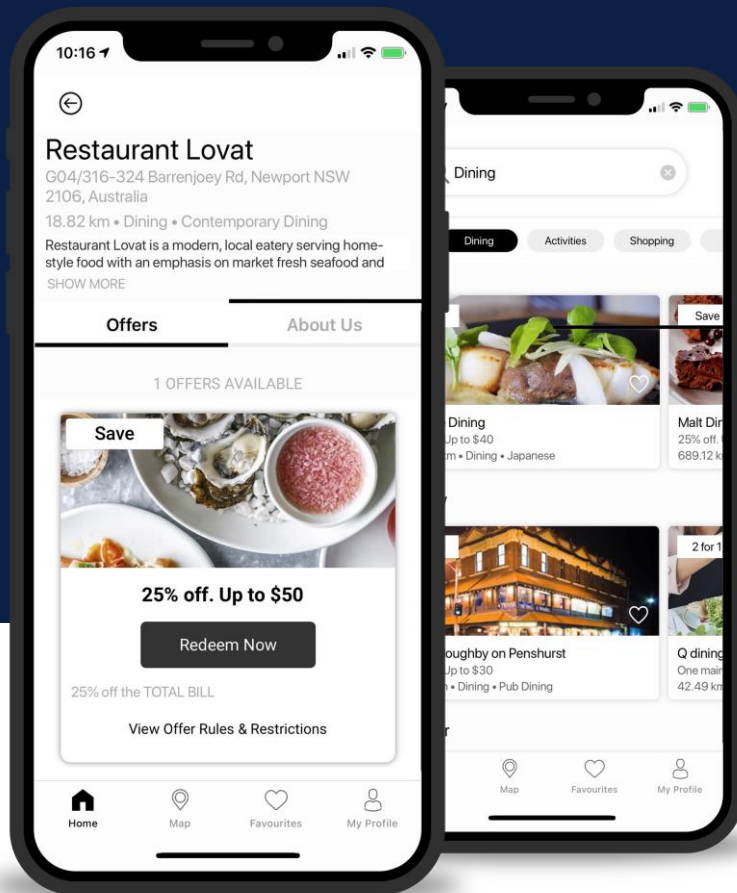 10:16
Restaurant Lovat
G04/316-324 Barrenjoey Rd, Newport NSW
2106, Australia
18.82 km • Dining • Contemporary Dining
Restaurant Lovat is a modern, local eatery serving home-
style food with an emphasis on market fresh seafood and
SHOW MORE
Offers
About Us
1 OFFERS AVAILABLE
Save
25% off. Up to $50
Redeem Now
25% off the TOTAL BILL
View Offer Rules & Restrictions
Home
Map
Favourites
My Profile
Dining
Dining
Activities
Shopping
Save
Dining
Up to $40
km • Dining • Japanese
Malt
25% off.
689.12
2 for 1
oughby on Penshurst
Up to $30
• Dining • Pub Dining
Q dining
One main
42.49 km
Map
Favourites
My Profile